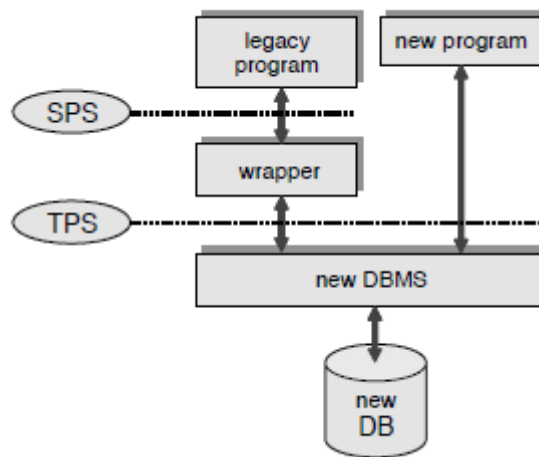 legacy
program
new program
SPS
wrapper
TPS
new DBMS
new
DB